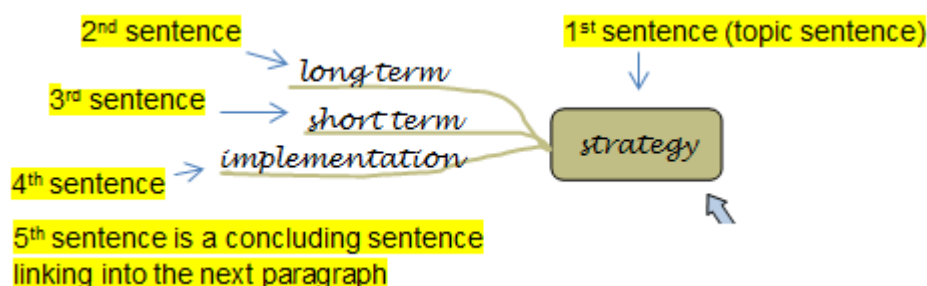 2nd sentence
1st sentence (topic sentence)
long term
3rd sentence
short term
strategy
implementation
4th sentence
5th sentence is a concluding sentence
linking into the next paragraph